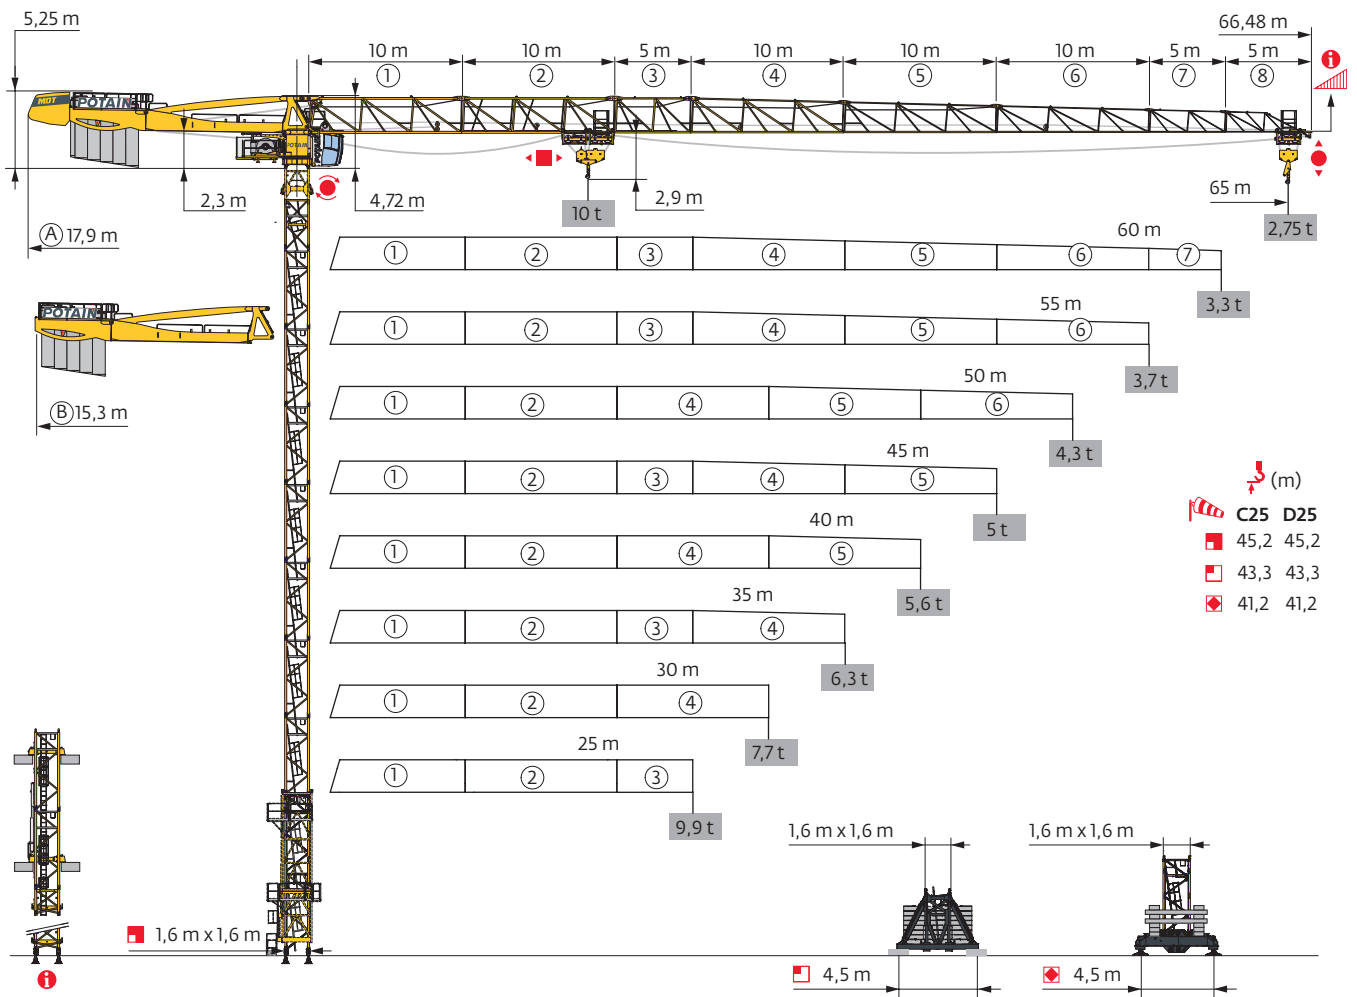 5,25 m
66,48 m
10 m
10 m
5 m
10 m
10 m
10 m
5 m
5 m
1
2
3
4
5
6
7
8
i
MDT
POTAIN
POTAIN
2,3 m
4,72 m
2,9 m
65 m
10 t
2,75 t
A 17,9 m
60 m
1
2
3
4
5
6
7
3,3 t
POTAIN
55 m
1
2
3
4
5
6
3,7 t
B 15,3 m
50 m
1
2
4
5
6
4,3 t
45 m
1
2
3
4
5
5 t
(m)
C25 D25
45,2 45,2
43,3 43,3
41,2 41,2
40 m
1
2
4
5
5,6 t
35 m
1
2
3
4
6,3 t
30 m
1
2
4
7,7 t
25 m
1
2
3
9,9 t
1,6 m x 1,6 m
1,6 m x 1,6 m
1,6 m x 1,6 m
i
4,5 m
4,5 m